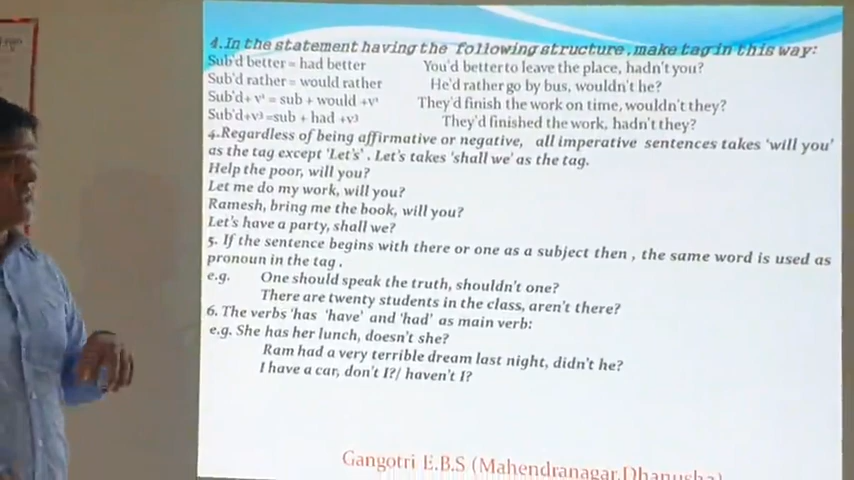 4.In the statement having the following structure ,make tag in this way:
Sub'd better = had better You'd better to leave the place, hadn't you?
Sub'd rather = would rather He'd rather go by bus, wouldn't he?
Sub'd+ v¹ = sub + would +v¹ They'd finish the work on time, wouldn't they?
Sub'd+v³ =sub + had +v³ They'd finished the work, hadn't they?
4.Regardless of being affirmative or negative, all imperative sentences takes 'will you'
as the tag except 'Let's' . Let's takes 'shall we' as the tag.
Help the poor, will you?
Let me do my work, will you?
Ramesh, bring me the book, will you?
Let's have a party, shall we?
5. If the sentence begins with there or one as a subject then , the same word is used as
pronoun in the tag .
e.g. One should speak the truth, shouldn't one?
There are twenty students in the class, aren't there?
6. The verbs 'has 'have' and 'had' as main verb:
e.g. She has her lunch, doesn't she?
Ram had a very terrible dream last night, didn't he?
I have a car, don't I?/ haven't I?
Gangotri E.B.S (Mahendranagar,Dhanusha)